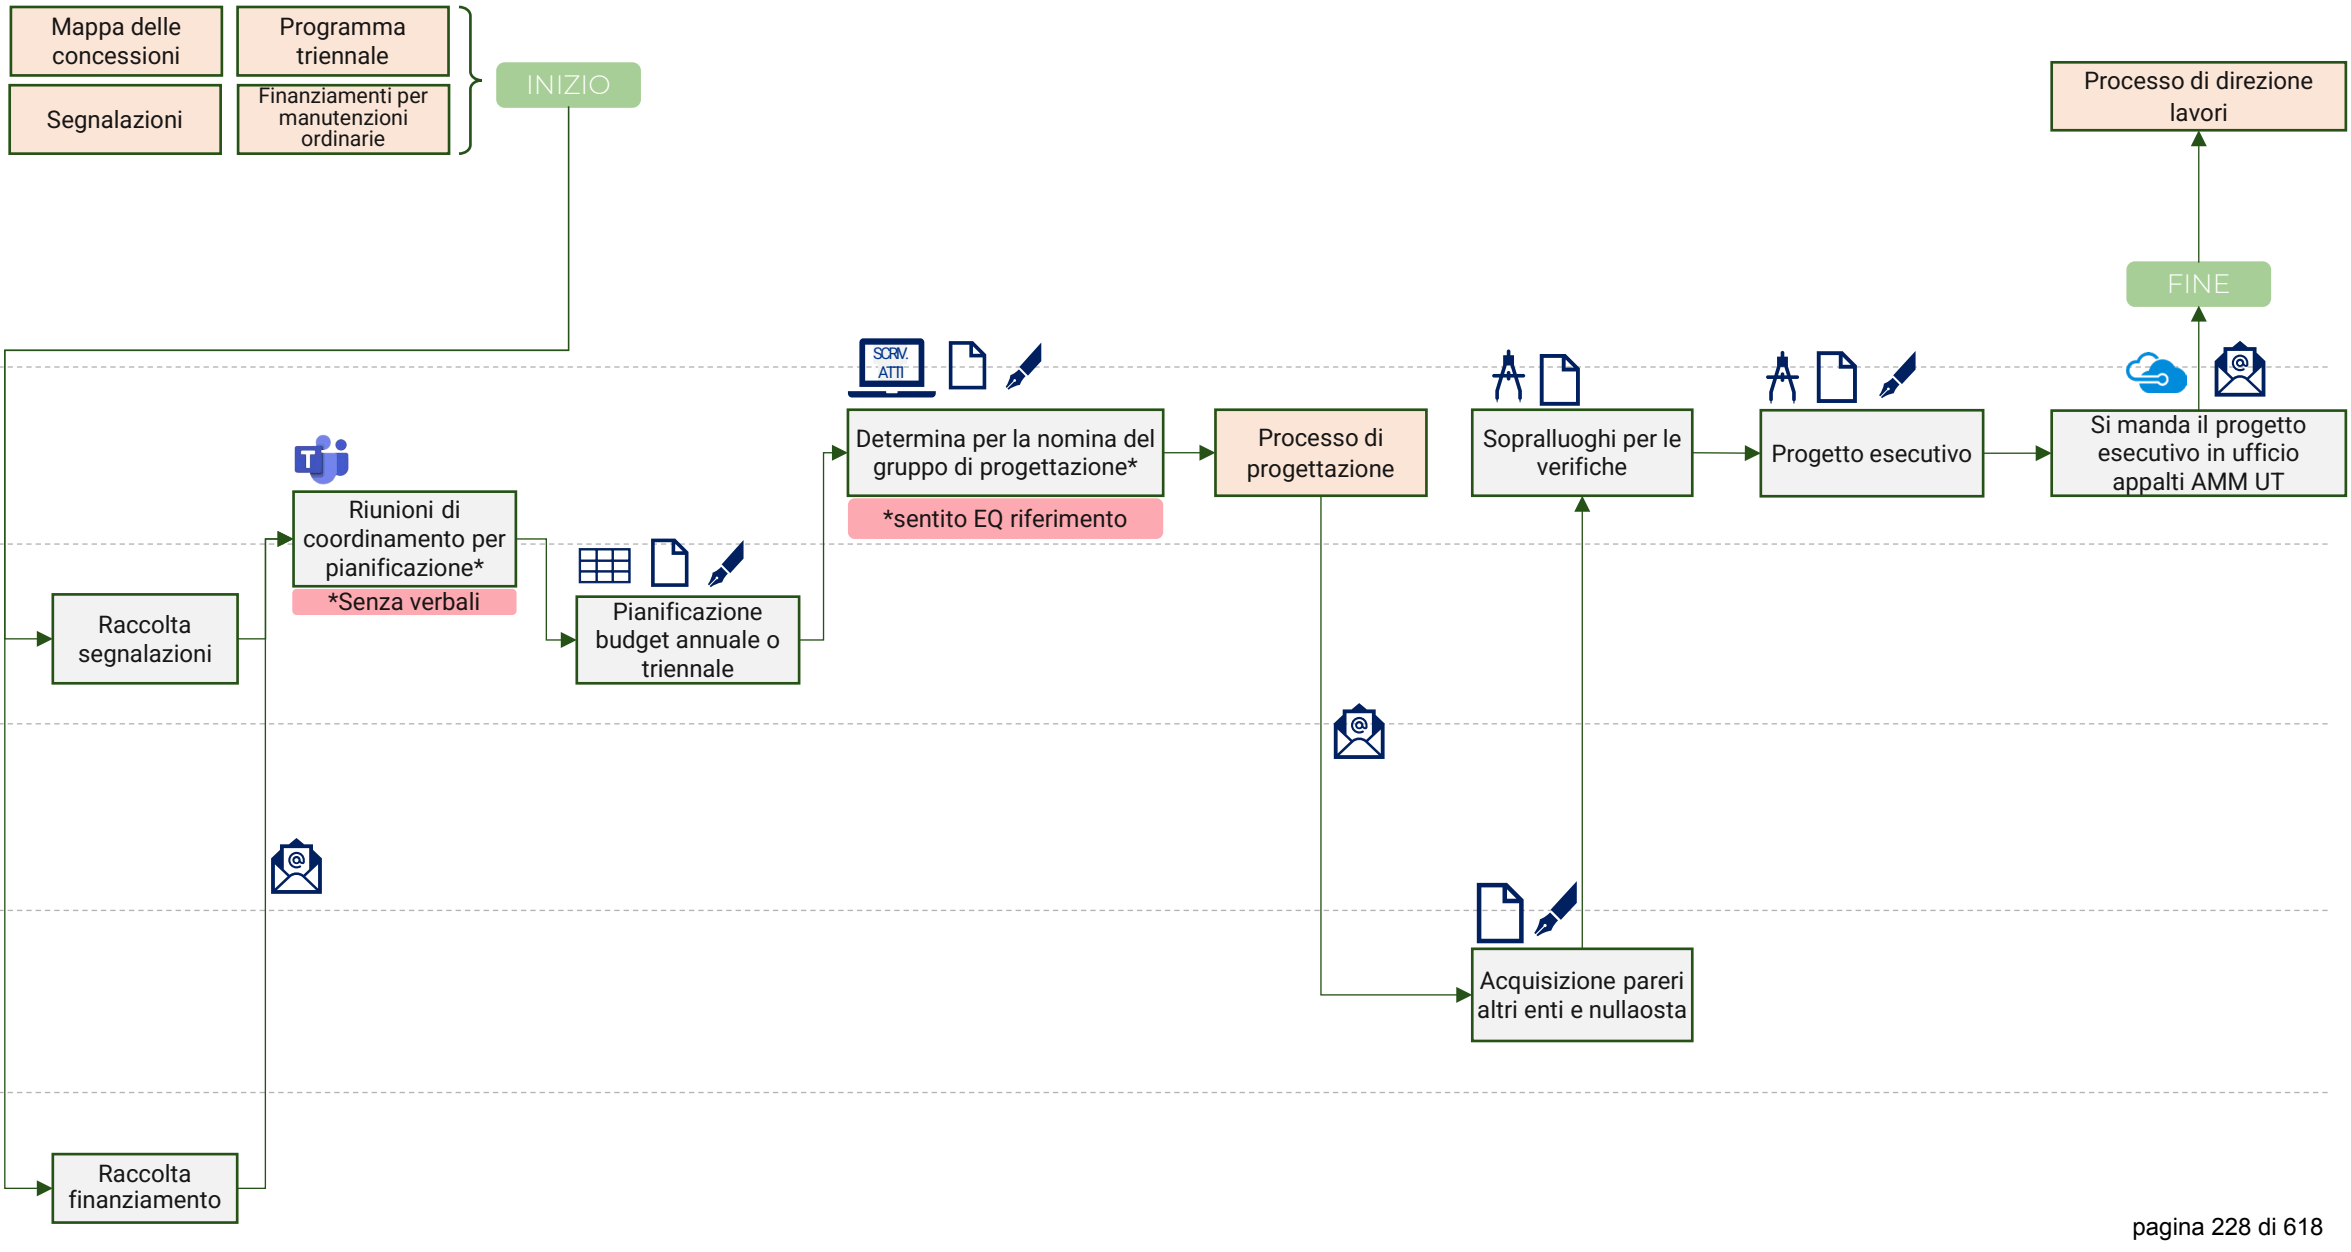 Mappa delle
concessioni
Programma
triennale
Segnalazioni
Finanziamenti per
manutenzioni
ordinarie
INIZIO
Processo di direzione
lavori
FINE
SCRIV.
ATTI
Determina per la nomina del
gruppo di progettazione*
*sentito EQ riferimento
Processo di
progettazione
Sopralluoghi per le
verifiche
Progetto esecutivo
Si manda il progetto
esecutivo in ufficio
appalti AMM UT
T
Riunioni di
coordinamento per
pianificazione*
*Senza verbali
Raccolta
segnalazioni
Pianificazione
budget annuale o
triennale
@
@
@
Acquisizione pareri
altri enti e nullaosta
Raccolta
finanziamento
pagina 228 di 618